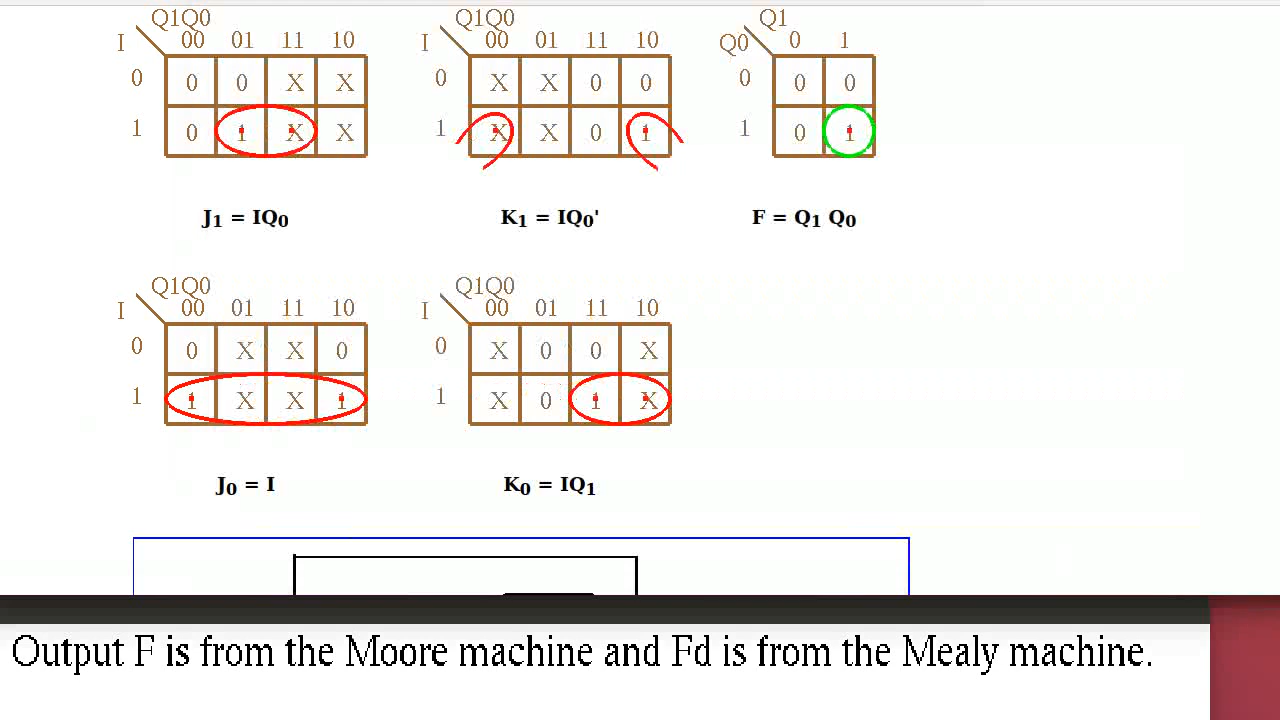 Q1Q0 Q1Q0 Q1
I 00 01 11 10 I 00 01 11 10 Q0 0 1
0 0 0 X X 0 X X 0 0 0 0 0
1 0 1 X X 1 X X 0 1 1 0 1
J1 = IQ0 K1 = IQ0' F = Q1 Q0
Q1Q0 Q1Q0
I 00 01 11 10 I 00 01 11 10
0 0 X X 0 0 X 0 0 X
1 1 X X 1 1 X 0 1 X
J0 = I K0 = IQ1
Output F is from the Moore machine and Fd is from the Mealy machine.